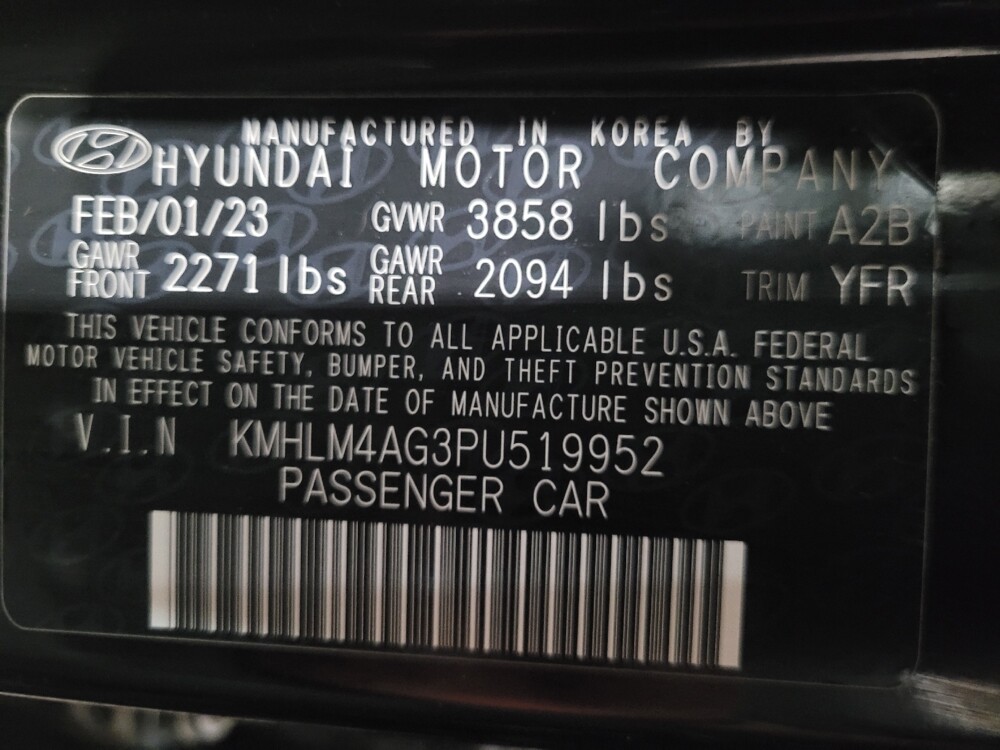 MANUFACTURED IN KOREA BY
HYUNDAI MOTOR COMPANY
FEB/01/23 GVWR 3858 lbs PAINT A2B
GAWR FRONT 2271 lbs GAWR REAR 2094 lbs TRIM YFR
THIS VEHICLE CONFORMS TO ALL APPLICABLE U.S.A. FEDERAL
MOTOR VEHICLE SAFETY, BUMPER, AND THEFT PREVENTION STANDARDS
IN EFFECT ON THE DATE OF MANUFACTURE SHOWN ABOVE
V.I.N KMHLM4AG3PU519952
PASSENGER CAR